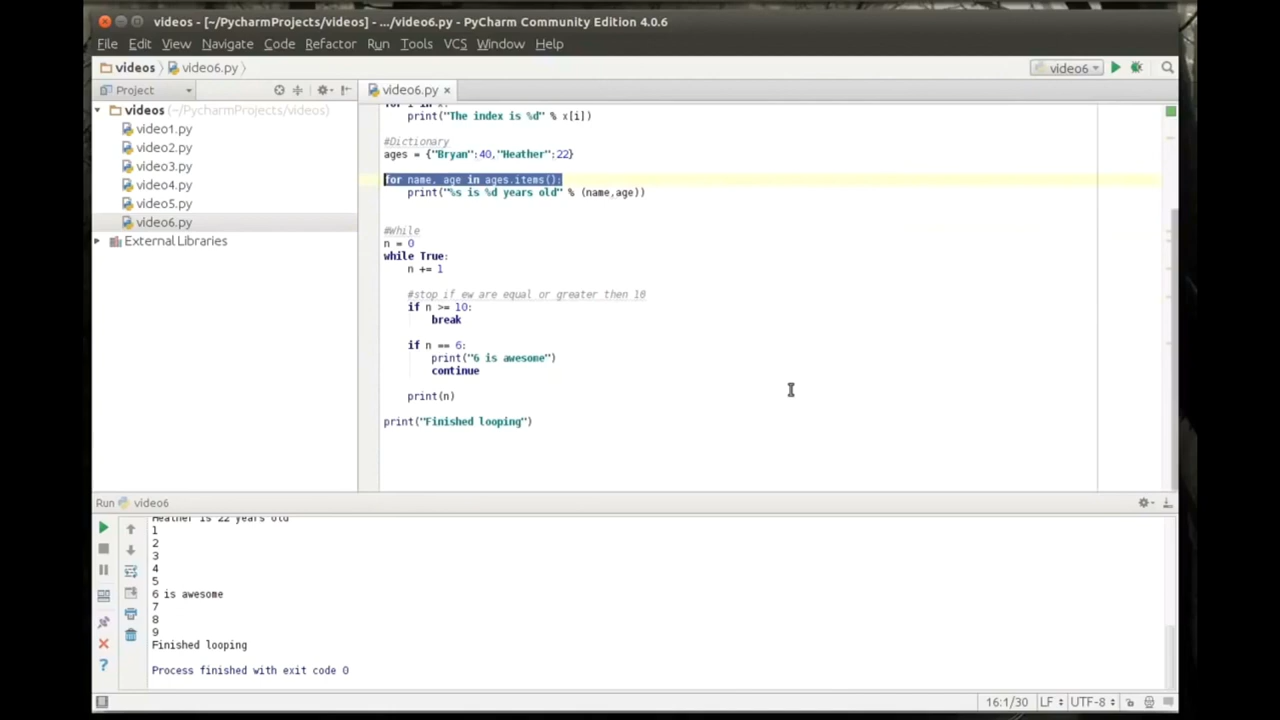 videos - [~/PycharmProjects/videos] - .../video6.py - PyCharm Community Edition 4.0.6
File Edit View Navigate Code Refactor Run Tools VCS Window Help
videos video6.py video6
Project video6.py
videos (~/PycharmProjects/videos)
video1.py
video2.py
video3.py
video4.py
video5.py
video6.py
External Libraries
for i in x:
print("The index is %d" % x[i])
#Dictionary
ages = {"Bryan":40,"Heather":22}
for name, age in ages.items():
print("%s is %d years old" % (name,age))
#While
n = 0
while True:
n += 1
#stop if ew are equal or greater then 10
if n >= 10:
break
if n == 6:
print("6 is awesome")
continue
print(n)
print("Finished looping")
Run video6
Heather is 22 years old
1
2
3
4
5
6 is awesome
7
8
9
Finished looping
Process finished with exit code 0
16:1/30 LF UTF-8